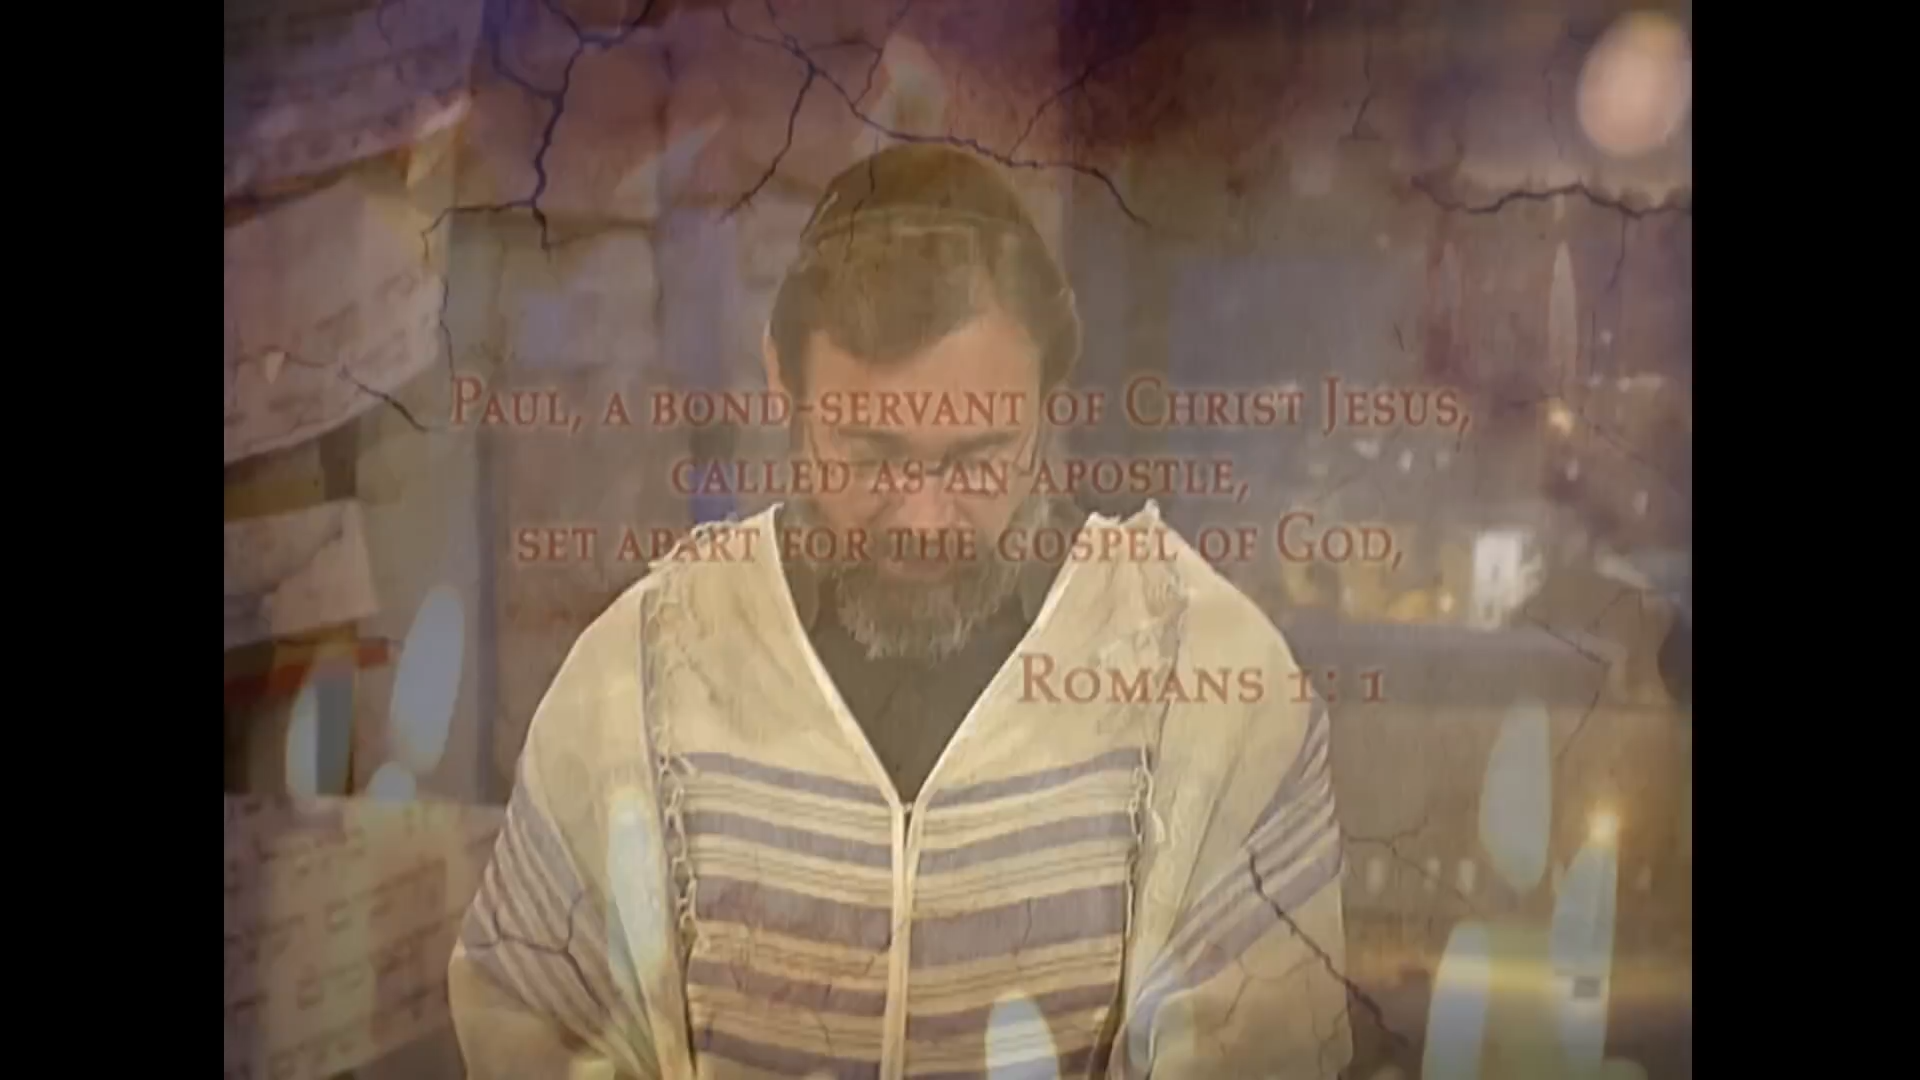 Paul, a bond-servant of Christ Jesus,
called as an apostle,
set apart for the gospel of God,
Romans 1: 1